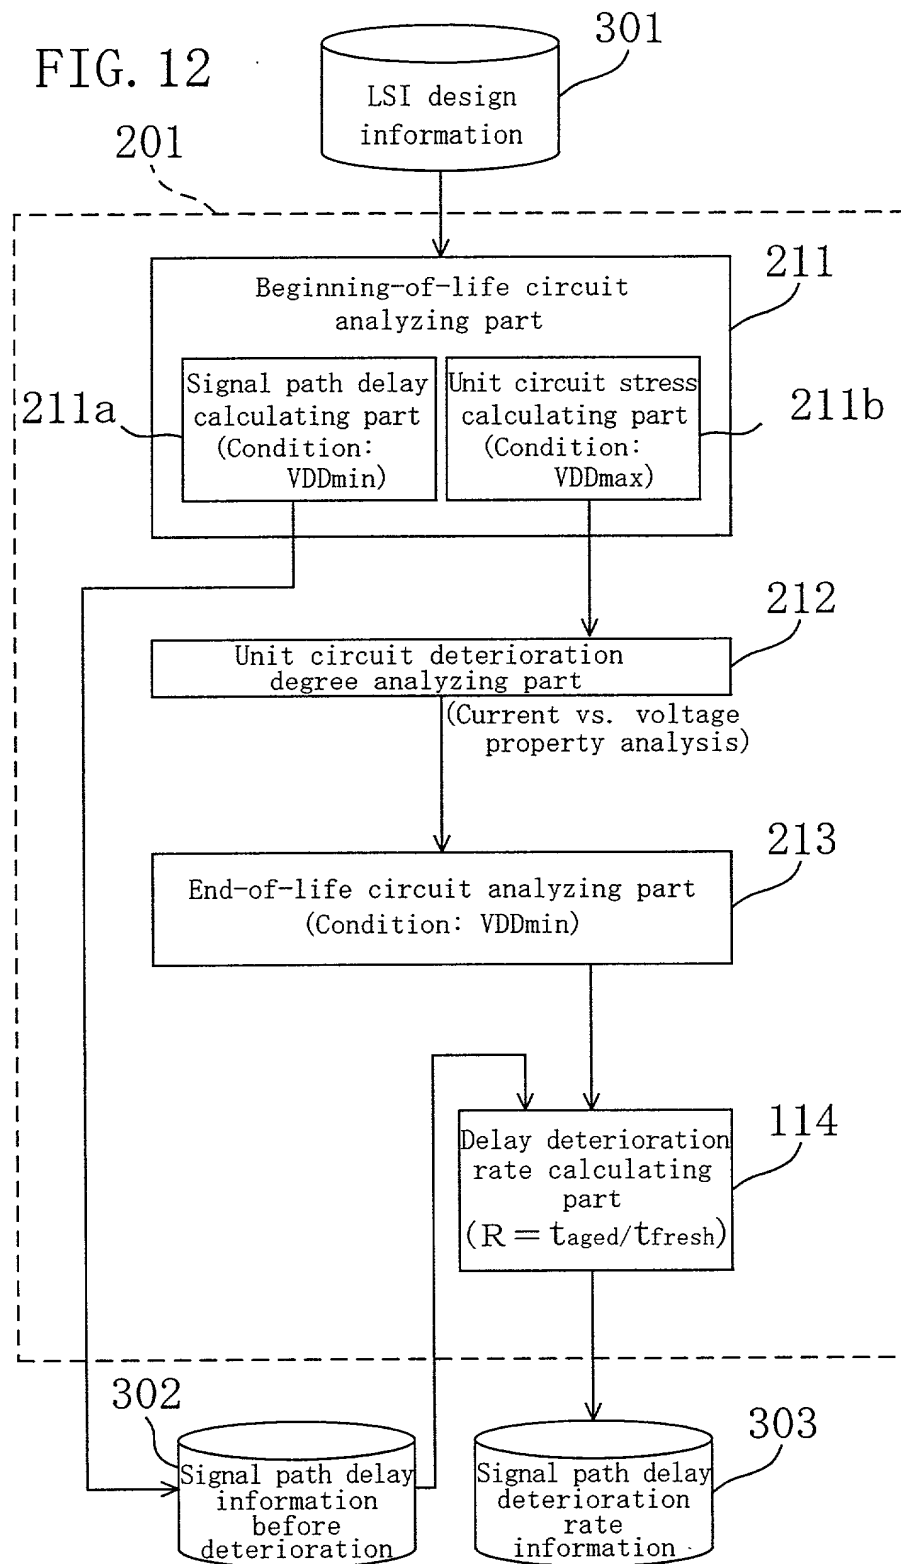 FIG. 12
301
LSI design
information
201
211
Beginning-of-life circuit
analyzing part
211a
Signal path delay
calculating part
(Condition:
VDDmin)
Unit circuit stress
calculating part
(Condition:
VDDmax)
211b
212
Unit circuit deterioration
degree analyzing part
(Current vs. voltage
property analysis)
213
End-of-life circuit analyzing part
(Condition: VDDmin)
114
Delay deterioration
rate calculating
part
(R=taged/tfresh)
302
Signal path delay
information
before
deterioration
303
Signal path delay
deterioration
rate
information